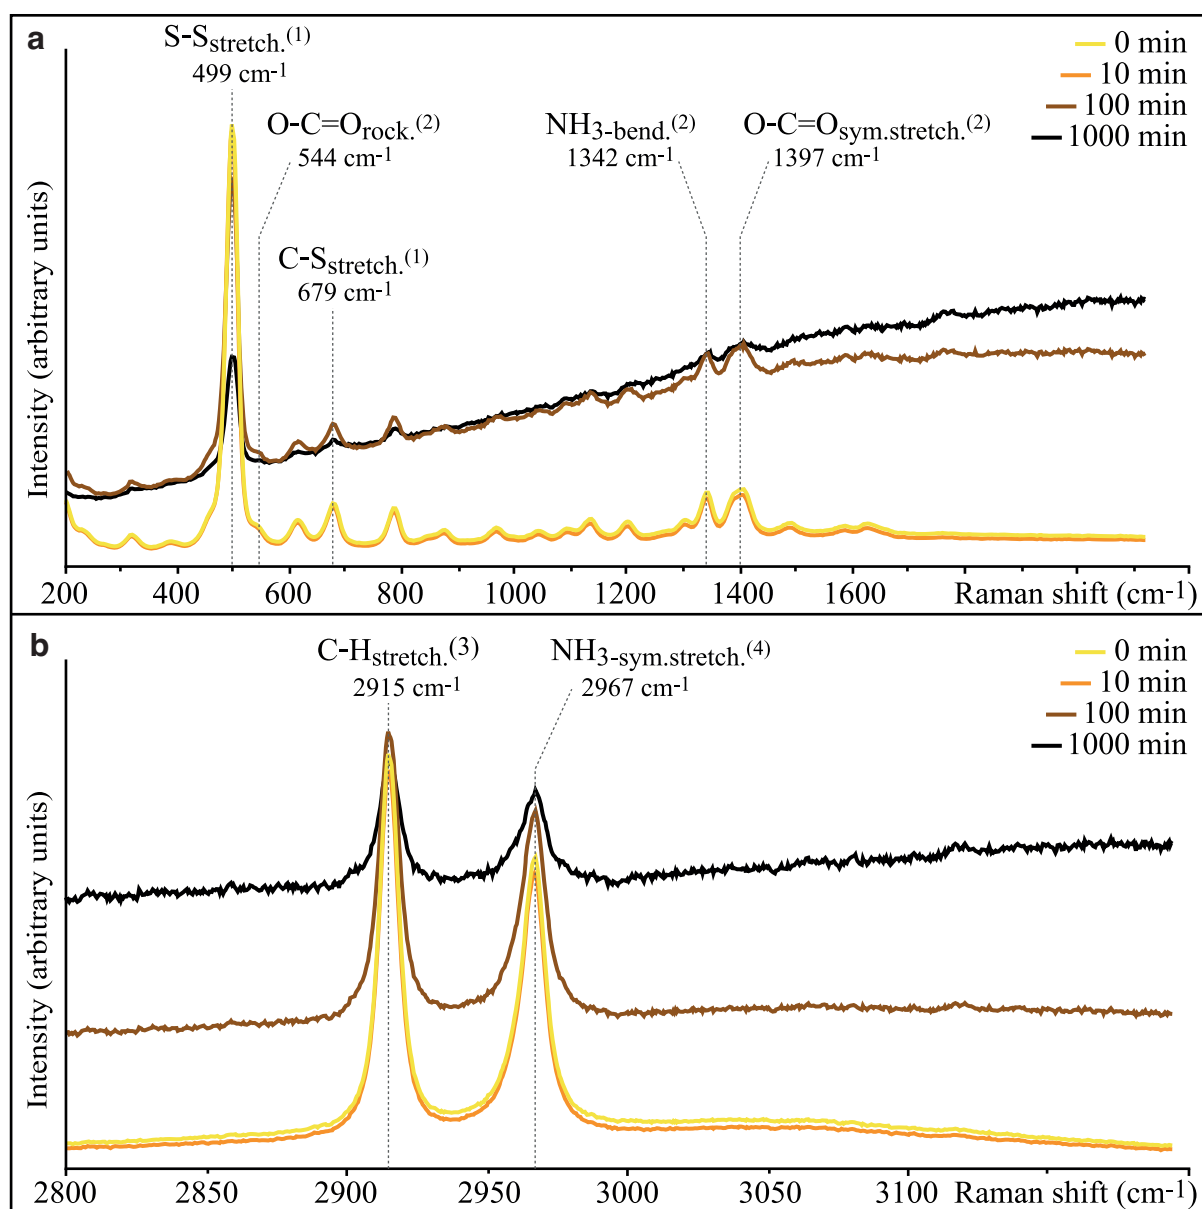 a
S-Sstretch.(1)
499 cm-1
O-C=Orock.(2)
544 cm-1
C-Sstretch.(1)
679 cm-1
NH3-bend.(2)
1342 cm-1
O-C=Osym.stretch.(2)
1397 cm-1
0 min
10 min
100 min
1000 min
Intensity (arbitrary units)
200 400 600 800 1000 1200 1400 1600 Raman shift (cm-1)
b
C-Hstretch.(3)
2915 cm-1
NH3-sym.stretch.(4)
2967 cm-1
0 min
10 min
100 min
1000 min
Intensity (arbitrary units)
2800 2850 2900 2950 3000 3050 3100 Raman shift (cm-1)